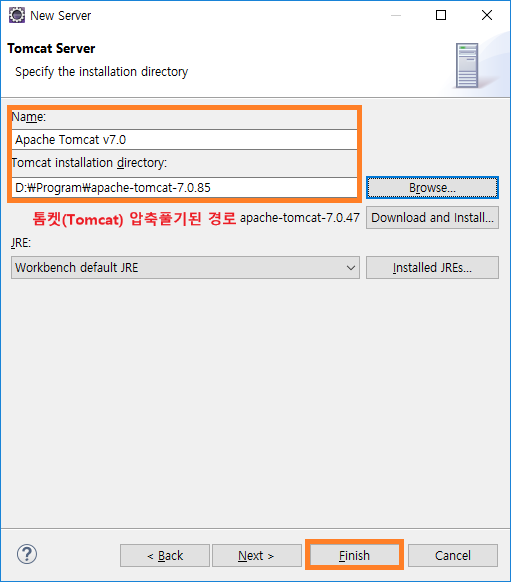 New Server
Tomcat Server
Specify the installation directory
Name:
Apache Tomcat v7.0
Tomcat installation directory:
D:₩Program₩apache-tomcat-7.0.85
Browse...
톰켓(Tomcat) 압축풀기된 경로 apache-tomcat-7.0.47
Download and Install...
JRE:
Workbench default JRE
Installed JREs...
?
< Back
Next >
Finish
Cancel